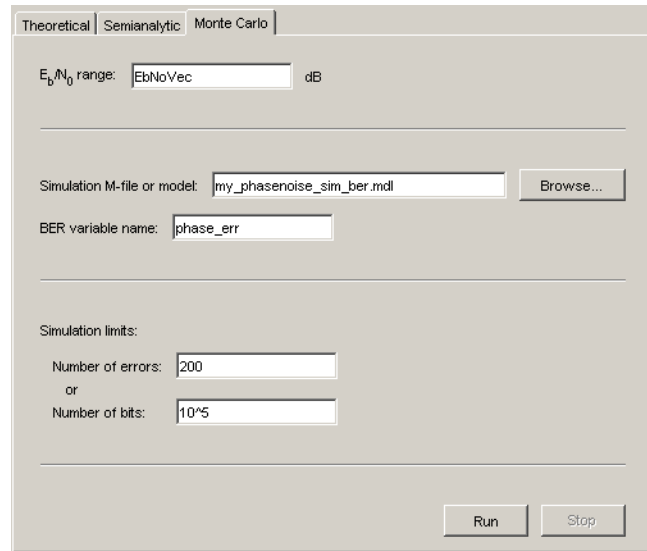 Theoretical Semianalytic Monte Carlo
Eb/N0 range: EbNoVec dB
Simulation M-file or model: my_phasenoise_sim_ber.mdl Browse...
BER variable name: phase_err
Simulation limits:
Number of errors: 200
or
Number of bits: 10^5
Run Stop